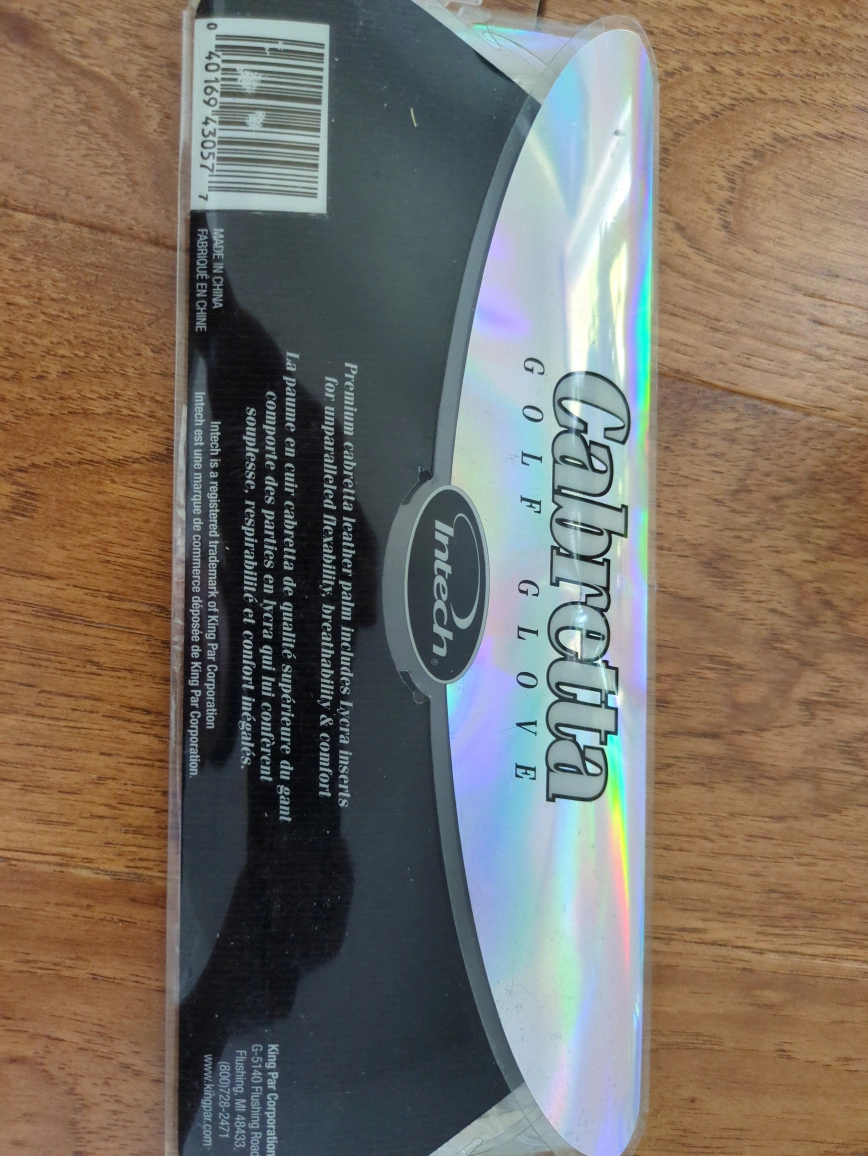 Cabretta
GOLF GLOVE
Intech®
Premium cabretta leather palm includes Lycra inserts
for unparalleled flexability, breathability & comfort
La paume en cuir cabretta de qualité supérieure du gant
comporte des parties en lycra qui lui confèrent
souplesse, respirabilité et confort inégalés.
0 40169 43057 7
MADE IN CHINA
FABRIQUÉ EN CHINE
Intech is a registered trademark of King Par Corporation
Intech est une marque de commerce déposée de King Par Corporation.
King Par Corporation
G-5140 Flushing Road
Flushing, MI 48433,
(800)728-2471
www.kingpar.com